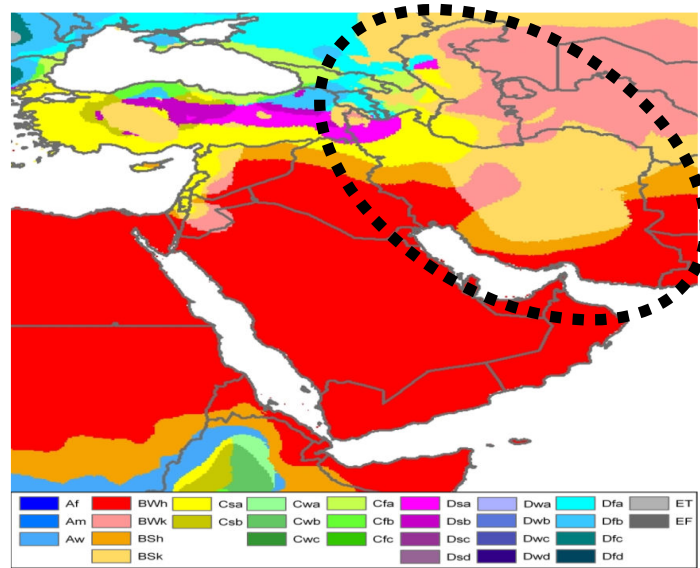 Af BWh Csa Cwa Cfa Dsa Dwa Dfa ET
Am BWk Csb Cwb Cfb Dsb Dwb Dfb EF
Aw BSh Cwc Cfc Dsc Dwc Dfc
BSk Dsd Dwd Dfd